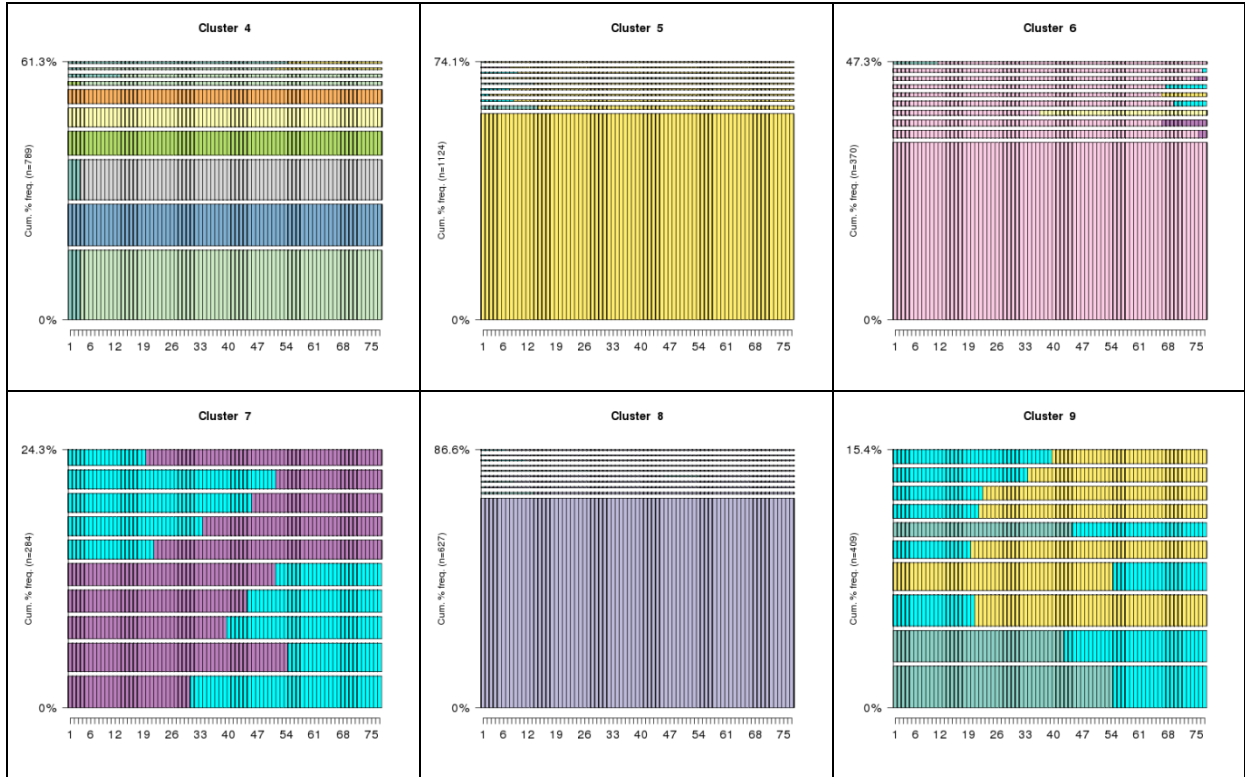 Cluster 4
61.3%
Cum. % freq. (n=789)
0%
1 6 12 19 26 33 40 47 54 61 68 75
Cluster 5
74.1%
Cum. % freq. (n=1124)
0%
1 6 12 19 26 33 40 47 54 61 68 75
Cluster 6
47.3%
Cum. % freq. (n=370)
0%
1 6 12 19 26 33 40 47 54 61 68 75
Cluster 7
24.3%
Cum. % freq. (n=284)
0%
1 6 12 19 26 33 40 47 54 61 68 75
Cluster 8
86.6%
Cum. % freq. (n=627)
0%
1 6 12 19 26 33 40 47 54 61 68 75
Cluster 9
15.4%
Cum. % freq. (n=409)
0%
1 6 12 19 26 33 40 47 54 61 68 75